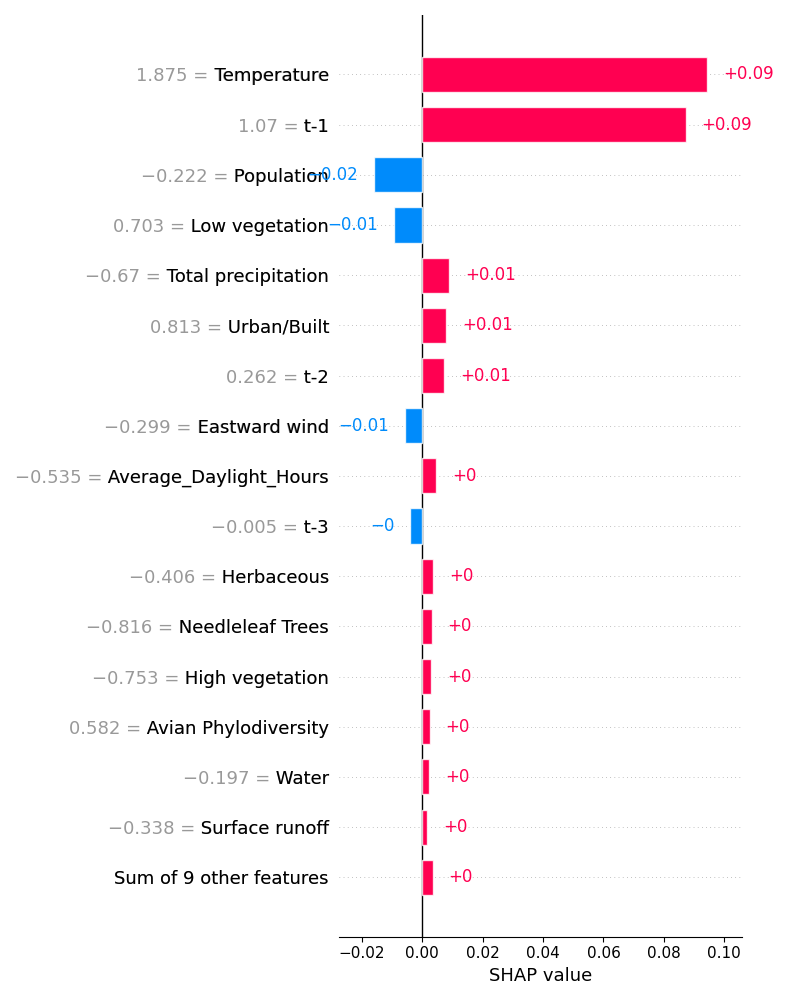 1.875 = Temperature +0.09
1.07 = t-1 +0.09
−0.222 = Population −0.02
0.703 = Low vegetation −0.01
−0.67 = Total precipitation +0.01
0.813 = Urban/Built +0.01
0.262 = t-2 +0.01
−0.299 = Eastward wind −0.01
−0.535 = Average_Daylight_Hours +0
−0.005 = t-3 −0
−0.406 = Herbaceous +0
−0.816 = Needleleaf Trees +0
−0.753 = High vegetation +0
0.582 = Avian Phylodiversity +0
−0.197 = Water +0
−0.338 = Surface runoff +0
Sum of 9 other features +0
−0.02 0.00 0.02 0.04 0.06 0.08 0.10
SHAP value